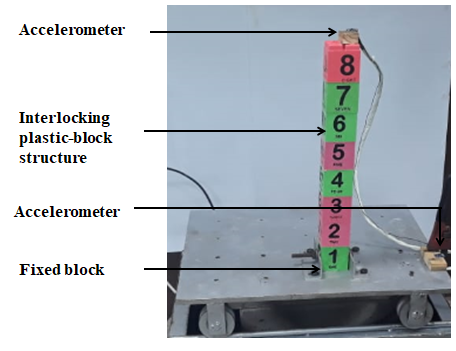 Accelerometer
8
7
Interlocking
plastic-block
structure
6
5
4
Accelerometer
3
2
Fixed block
1